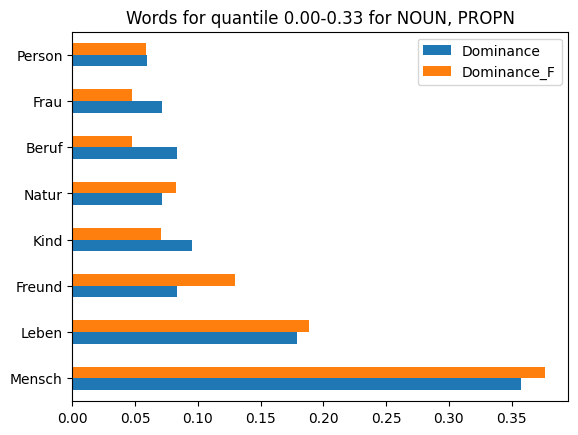 Words for quantile 0.00-0.33 for NOUN, PROPN
Dominance
Dominance_F
Person
Frau
Beruf
Natur
Kind
Freund
Leben
Mensch
0.00 0.05 0.10 0.15 0.20 0.25 0.30 0.35